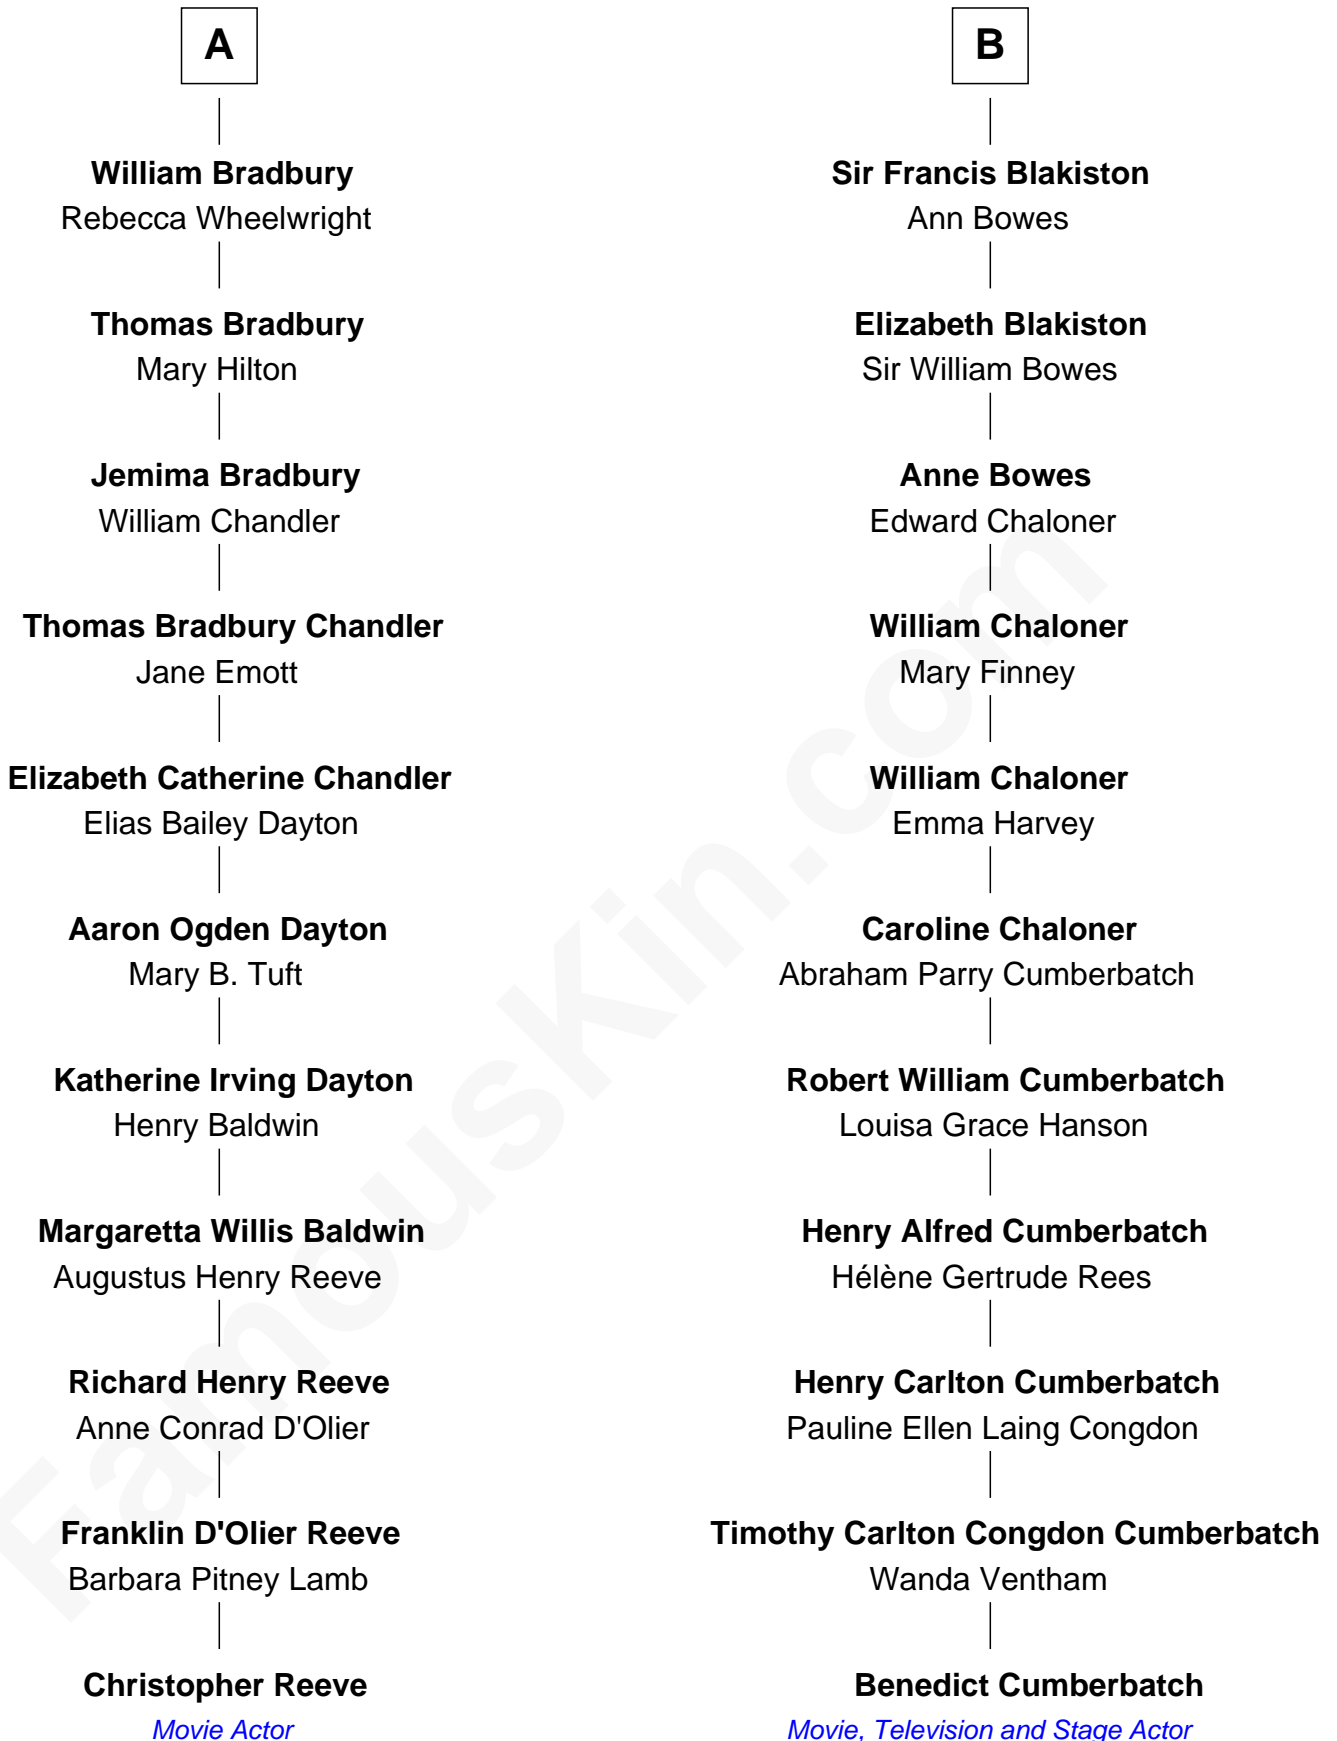 A
William Bradbury
Rebecca Wheelwright
Thomas Bradbury
Mary Hilton
Jemima Bradbury
William Chandler
Thomas Bradbury Chandler
Jane Emott
Elizabeth Catherine Chandler
Elias Bailey Dayton
Aaron Ogden Dayton
Mary B. Tuft
Katherine Irving Dayton
Henry Baldwin
Margaretta Willis Baldwin
Augustus Henry Reeve
Richard Henry Reeve
Anne Conrad D'Olier
Franklin D'Olier Reeve
Barbara Pitney Lamb
Christopher Reeve
Movie Actor
B
Sir Francis Blakiston
Ann Bowes
Elizabeth Blakiston
Sir William Bowes
Anne Bowes
Edward Chaloner
William Chaloner
Mary Finney
William Chaloner
Emma Harvey
Caroline Chaloner
Abraham Parry Cumberbatch
Robert William Cumberbatch
Louisa Grace Hanson
Henry Alfred Cumberbatch
Hélène Gertrude Rees
Henry Carlton Cumberbatch
Pauline Ellen Laing Congdon
Timothy Carlton Congdon Cumberbatch
Wanda Ventham
Benedict Cumberbatch
Movie, Television and Stage Actor
FamousKin.com